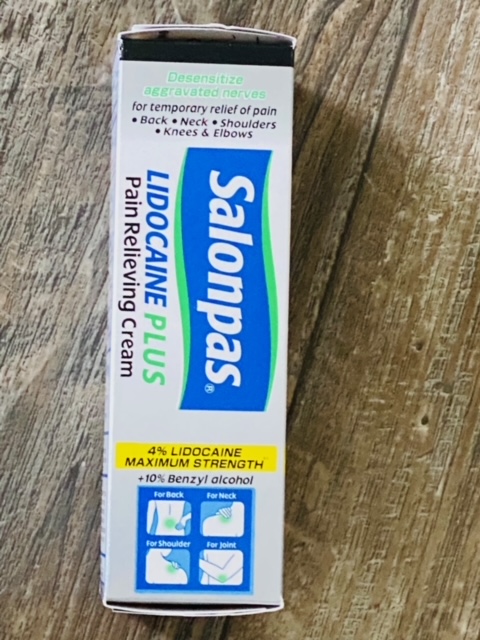 Desensitize
aggravated nerves
for temporary relief of pain
• Back • Neck • Shoulders
• Knees & Elbows
Salonpas®
LIDOCAINE PLUS
Pain Relieving Cream
4% LIDOCAINE
MAXIMUM STRENGTH
+10% Benzyl alcohol
For Back
For Neck
For Shoulder
For Joint